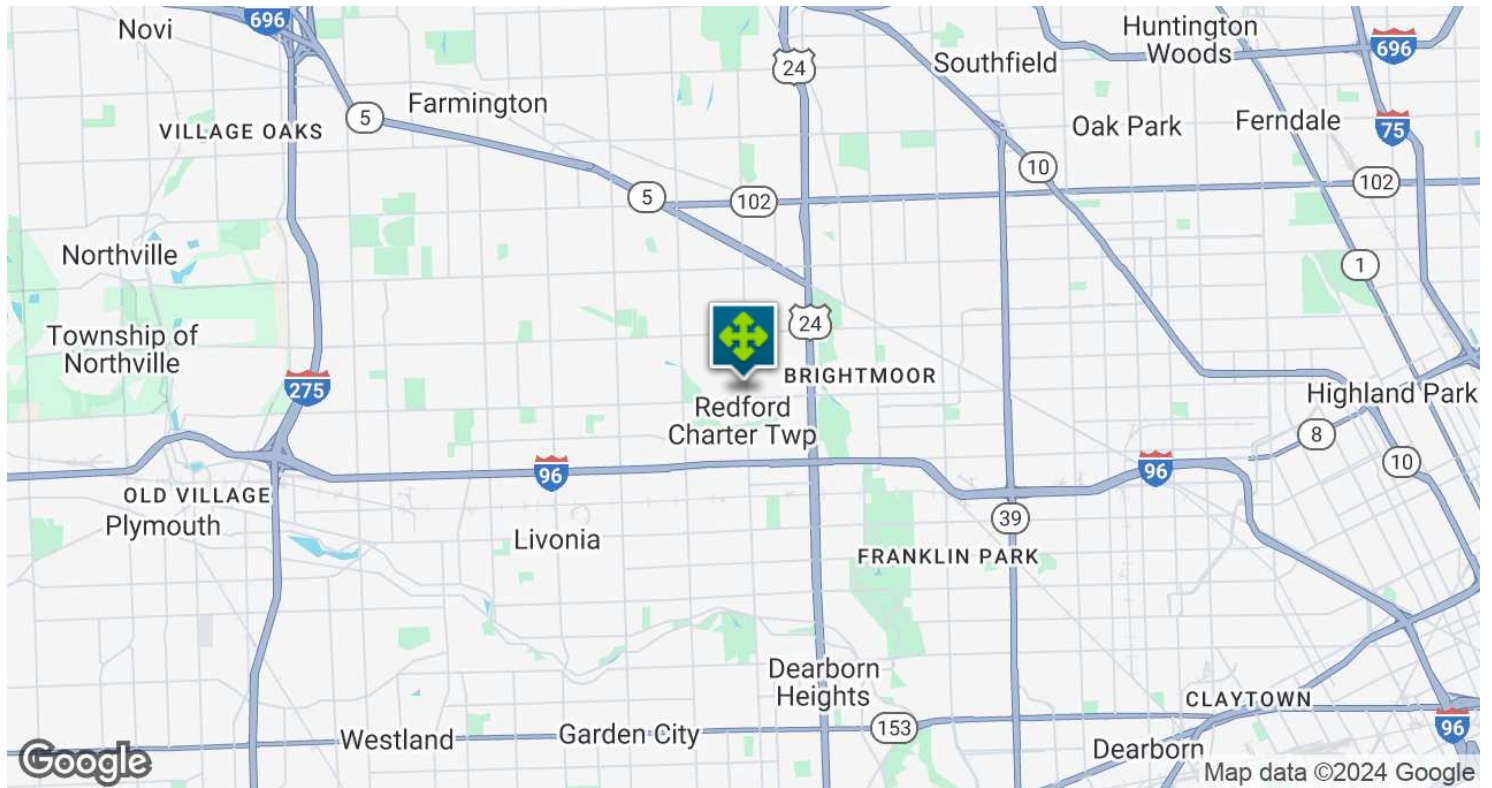 696
Novi
Huntington
Woods
696
24
Southfield
Farmington
5
VILLAGE OAKS
Oak Park
Ferndale
75
10
102
5
102
Northville
1
24
Township of
Northville
275
BRIGHTMOOR
Highland Park
Redford
Charter Twp
8
96
96
10
OLD VILLAGE
Plymouth
39
Livonia
FRANKLIN PARK
Dearborn
Heights
CLAYTOWN
153
96
Westland
Garden City
Dearborn
Google
Map data ©2024 Google